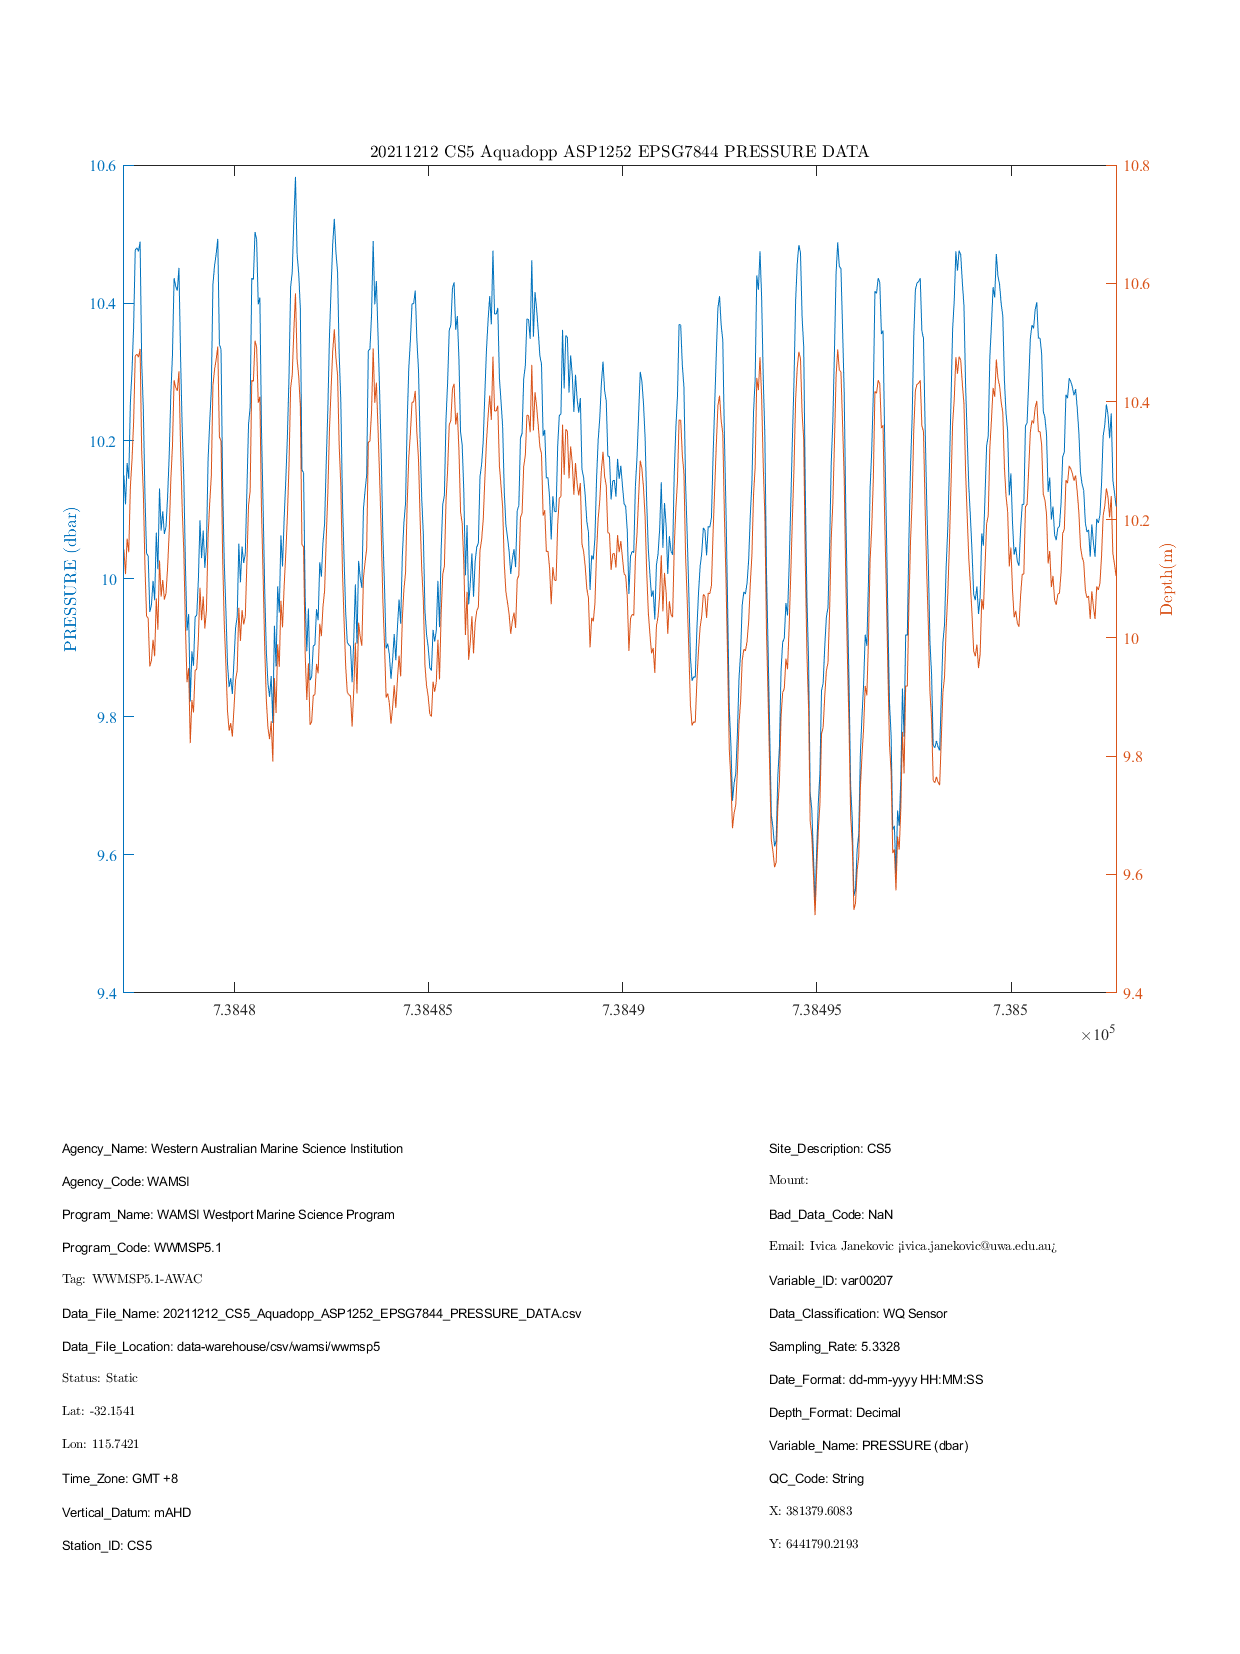 20211212 CS5 Aquadopp ASP1252 EPSG7844 PRESSURE DATA
10.6
10.4
10.2
10
9.8
9.6
9.4
PRESSURE (dbar)
10.8
10.6
10.4
10.2
10
9.8
9.6
9.4
Depth(m)
7.3848
7.38485
7.3849
7.38495
7.385
×10^5
Agency_Name: Western Australian Marine Science Institution
Agency_Code: WAMSI
Program_Name: WAMSI Westport Marine Science Program
Program_Code: WWMSP5.1
Tag: WWMSP5.1-AWAC
Data_File_Name: 20211212_CS5_Aquadopp_ASP1252_EPSG7844_PRESSURE_DATA.csv
Data_File_Location: data-warehouse/csv/wamsi/wwmsp5
Status: Static
Lat: -32.1541
Lon: 115.7421
Time_Zone: GMT +8
Vertical_Datum: mAHD
Station_ID: CS5
Site_Description: CS5
Mount:
Bad_Data_Code: NaN
Email: Ivica Janekovic ¡ivica.janekovic@uwa.edu.au¿
Variable_ID: var00207
Data_Classification: WQ Sensor
Sampling_Rate: 5.3328
Date_Format: dd-mm-yyyy HH:MM:SS
Depth_Format: Decimal
Variable_Name: PRESSURE (dbar)
QC_Code: String
X: 381379.6083
Y: 6441790.2193